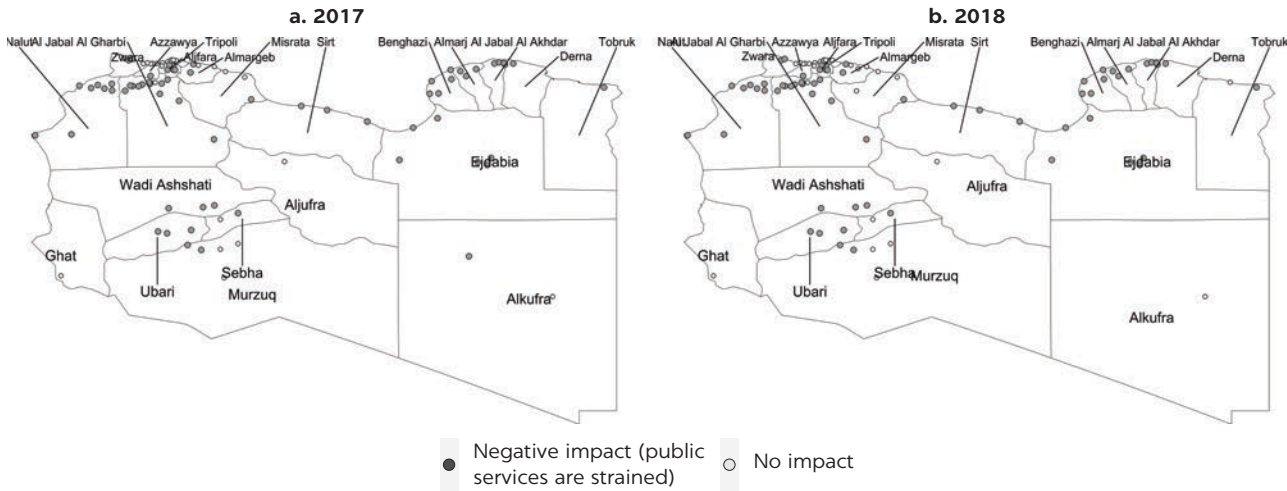 a. 2017
Nalut Al Jabal Al Gharbi Azzawya Tripoli Misrata Sirt Benghazi Almarj Al Jabal Al Akhdar Tobruk
Zwara Aljfara Almargeb Derna
Ejdabia
Wadi Ashshati
Aljufra
Ghat
Sebha
Ubari
Murzuq
Alkufra
b. 2018
Nalut Al Jabal Al Gharbi Azzawya Aljfara Tripoli Misrata Sirt Benghazi Almarj Al Jabal Al Akhdar Tobruk
Zwara Almargeb Derna
Ejdabia
Wadi Ashshati
Aljufra
Ghat
Sebha
Murzuq
Ubari
Alkufra
Negative impact (public
services are strained)
No impact